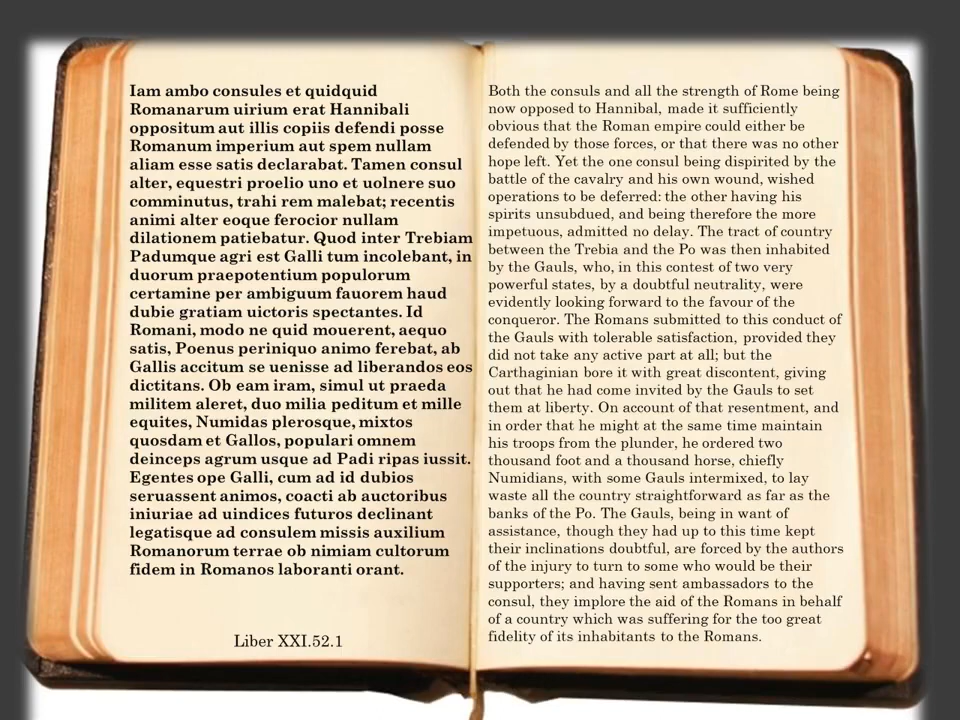 Iam ambo consules et quidquid
Romanarum uirium erat Hannibali
oppositum aut illis copiis defendi posse
Romanum imperium aut spem nullam
aliam esse satis declarabat. Tamen consul
alter, equestri proelio uno et uolnere suo
comminutus, trahi rem malebat; recentis
animi alter eoque ferocior nullam
dilationem patiebatur. Quod inter Trebiam
Padumque agri est Galli tum incolebant, in
duorum praepotentium populorum
certamine per ambiguum fauorem haud
dubie gratiam uictoris spectantes. Id
Romani, modo ne quid mouerent, aequo
satis, Poenus periniquo animo ferebat, ab
Gallis accitum se uenisse ad liberandos eos
dictitans. Ob eam iram, simul ut praeda
militem aleret, duo milia peditum et mille
equites, Numidas plerosque, mixtos
quosdam et Gallos, populari omnem
deinceps agrum usque ad Padi ripas iussit.
Egentes ope Galli, cum ad id dubios
seruassent animos, coacti ab auctoribus
iniuriae ad uindices futuros declinant
legatisque ad consulem missis auxilium
Romanorum terrae ob nimiam cultorum
fidem in Romanos laboranti orant.
Liber XXI.52.1
Both the consuls and all the strength of Rome being
now opposed to Hannibal, made it sufficiently
obvious that the Roman empire could either be
defended by those forces, or that there was no other
hope left. Yet the one consul being dispirited by the
battle of the cavalry and his own wound, wished
operations to be deferred: the other having his
spirits unsubdued, and being therefore the more
impetuous, admitted no delay. The tract of country
between the Trebia and the Po was then inhabited
by the Gauls, who, in this contest of two very
powerful states, by a doubtful neutrality, were
evidently looking forward to the favour of the
conqueror. The Romans submitted to this conduct of
the Gauls with tolerable satisfaction, provided they
did not take any active part at all; but the
Carthaginian bore it with great discontent, giving
out that he had come invited by the Gauls to set
them at liberty. On account of that resentment, and
in order that he might at the same time maintain
his troops from the plunder, he ordered two
thousand foot and a thousand horse, chiefly
Numidians, with some Gauls intermixed, to lay
waste all the country straightforward as far as the
banks of the Po. The Gauls, being in want of
assistance, though they had up to this time kept
their inclinations doubtful, are forced by the authors
of the injury to turn to some who would be their
supporters; and having sent ambassadors to the
consul, they implore the aid of the Romans in behalf
of a country which was suffering for the too great
fidelity of its inhabitants to the Romans.